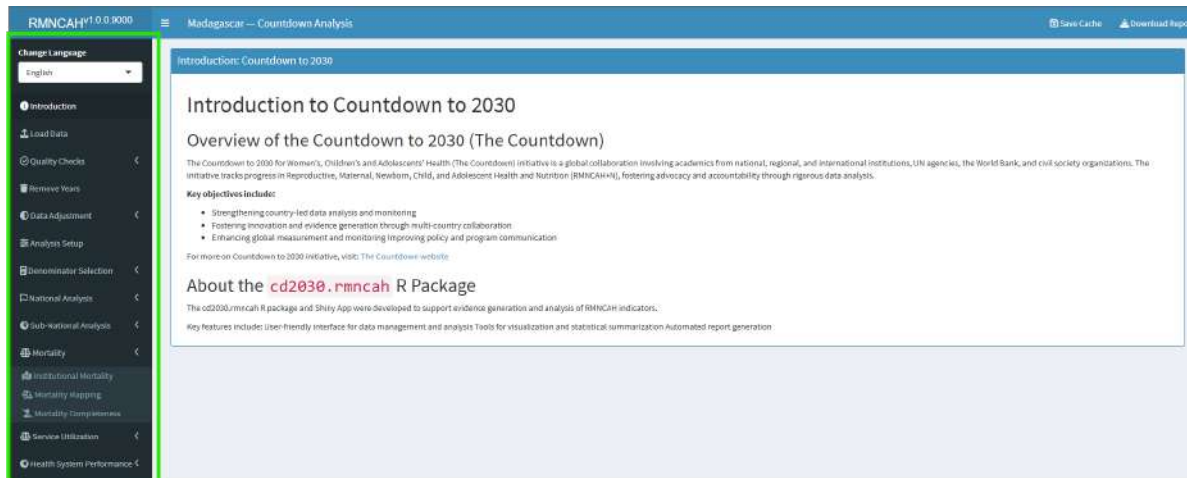 RMNCAHv1.0.0.9000
Madagascar — Countdown Analysis
Save Cache
Download Repo
Change Language
English
Introduction
Load Data
Quality Checks
Remove Years
Data Adjustment
Analysis Setup
Denominator Selection
National Analysis
Sub-National Analysis
Mortality
Institutional Mortality
Mortality Mapping
Mortality Completeness
Service Utilization
Health System Performance
Introduction: Countdown to 2030
Introduction to Countdown to 2030
Overview of the Countdown to 2030 (The Countdown)
The Countdown to 2030 for Women's, Children's and Adolescents' Health (The Countdown) initiative is a global collaboration involving academics from national, regional, and international institutions, UN agencies, the World Bank, and civil society organizations. The
initiative tracks progress in Reproductive, Maternal, Newborn, Child, and Adolescent Health and Nutrition (RMNCAH+N), fostering advocacy and accountability through rigorous data analysis.
Key objectives include:
Strengthening country-led data analysis and monitoring
Fostering innovation and evidence generation through multi-country collaboration
Enhancing global measurement and monitoring Improving policy and program communication
For more on Countdown to 2030 initiative, visit: The Countdown website
About the cd2030.rmncah R Package
The cd2030.rmncah R package and Shiny App were developed to support evidence generation and analysis of RMNCAH indicators.
Key features include: User-friendly interface for data management and analysis Tools for visualization and statistical summarization Automated report generation